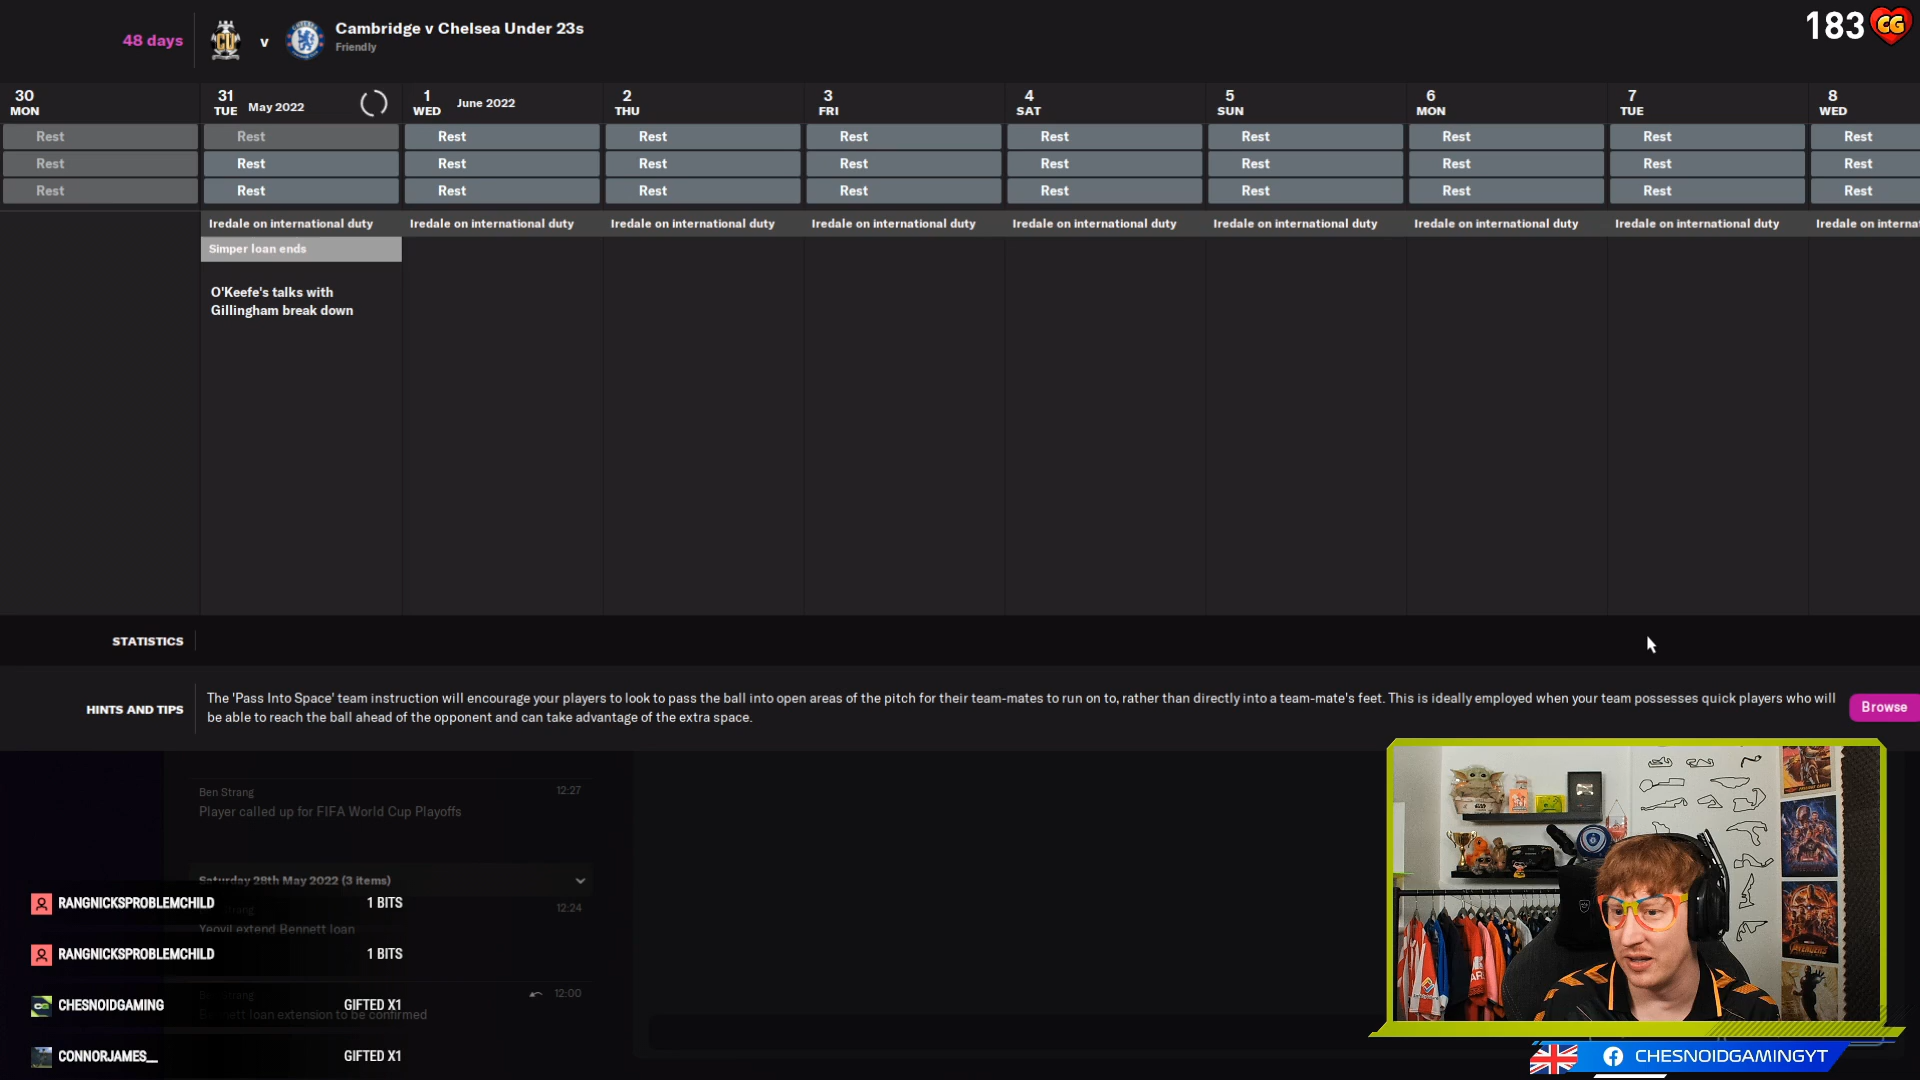 48 days
v
Cambridge v Chelsea Under 23s
Friendly
183 CG
30 MON
31 TUE May 2022
1 WED June 2022
2 THU
3 FRI
4 SAT
5 SUN
6 MON
7 TUE
8 WED
Rest Rest Rest Rest Rest Rest Rest Rest Rest Rest
Rest Rest Rest Rest Rest Rest Rest Rest Rest Rest
Rest Rest Rest Rest Rest Rest Rest Rest Rest Rest
Iredale on international duty Iredale on international duty Iredale on international duty Iredale on international duty Iredale on international duty Iredale on international duty Iredale on international duty Iredale on international duty Iredale on interna
Simper loan ends
O'Keefe's talks with
Gillingham break down
STATISTICS
HINTS AND TIPS
The 'Pass Into Space' team instruction will encourage your players to look to pass the ball into open areas of the pitch for their team-mates to run on to, rather than directly into a team-mate's feet. This is ideally employed when your team possesses quick players who will
be able to reach the ball ahead of the opponent and can take advantage of the extra space.
Browse
Ben Strang 12:27
Player called up for FIFA World Cup Playoffs
Saturday 28th May 2022 (3 items)
RANGNICKSPROBLEMCHILD 1 BITS
12:24
Yeovil extend Bennett loan
RANGNICKSPROBLEMCHILD 1 BITS
12:00
CHESNOIDGAMING GIFTED X1
Bennett loan extension to be confirmed
CONNORJAMES__ GIFTED X1
CHESNOIDGAMINGYT